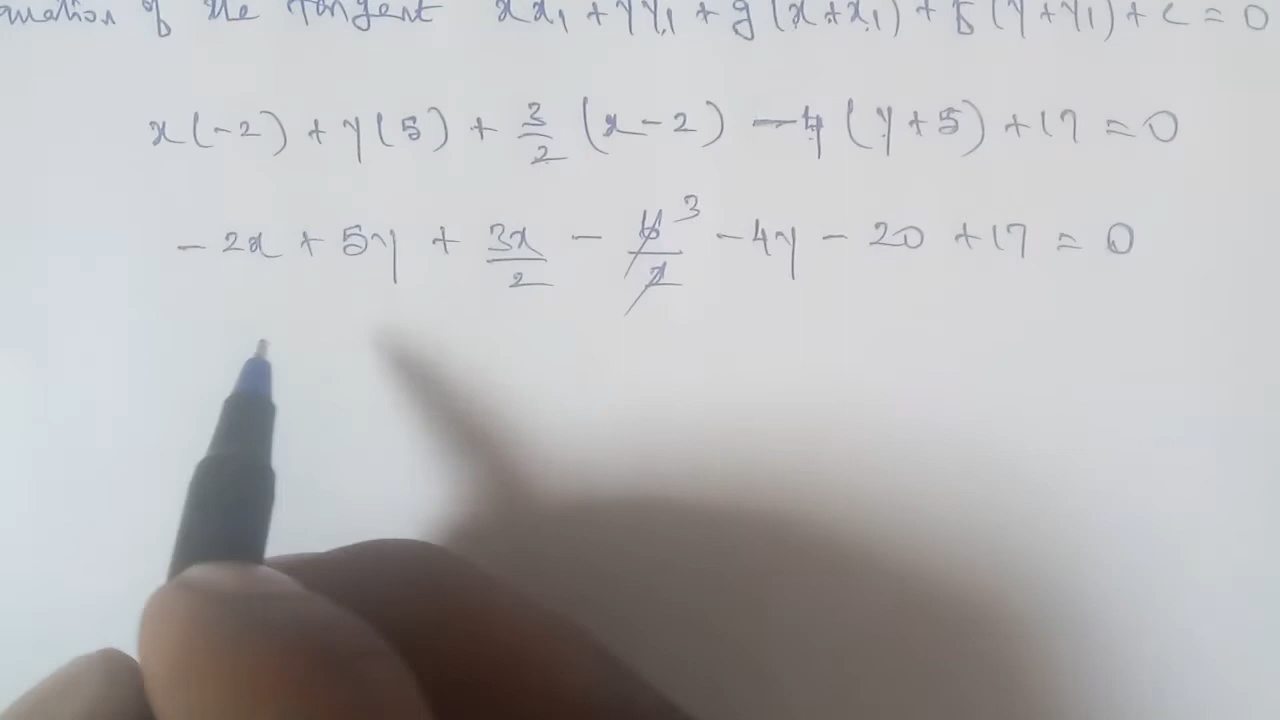 of the tangent xx₁ + yy₁ + g(x+x₁) + f(y+y₁) + c = 0
x(-2) + y(5) + 3/2 (x-2) - 4(y+5) + 17 = 0
- 2x + 5y + 3x/2 - 6/2 3 - 4y - 20 + 17 = 0